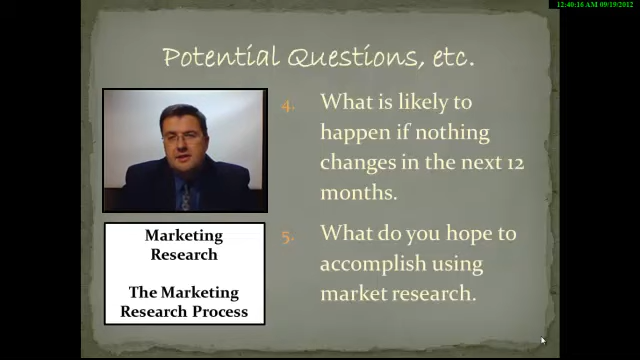 12:40:16 AM 09/19/2012
Potential Questions, etc.
4. What is likely to
happen if nothing
changes in the next 12
months.
5. What do you hope to
accomplish using
market research.
Marketing
Research
The Marketing
Research Process